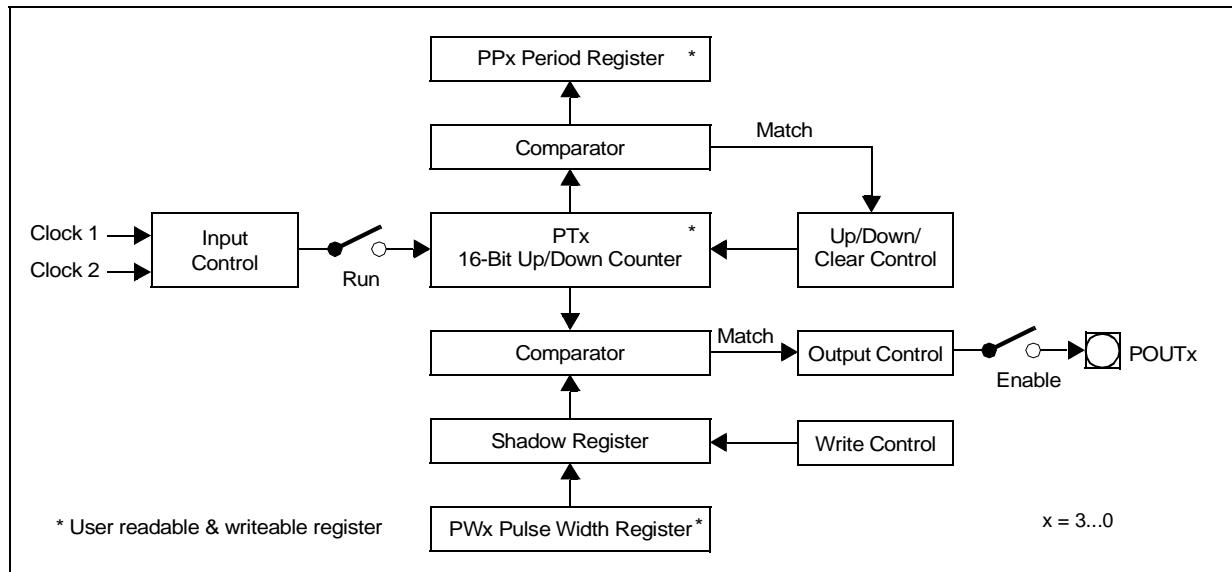 PPx Period Register *
Comparator
Match
Clock 1
Clock 2
Input
Control
Run
PTx *
16-Bit Up/Down Counter
Up/Down/
Clear Control
Comparator
Match
Output Control
Enable
POUTx
Shadow Register
Write Control
PWx Pulse Width Register *
* User readable & writeable register
x = 3...0